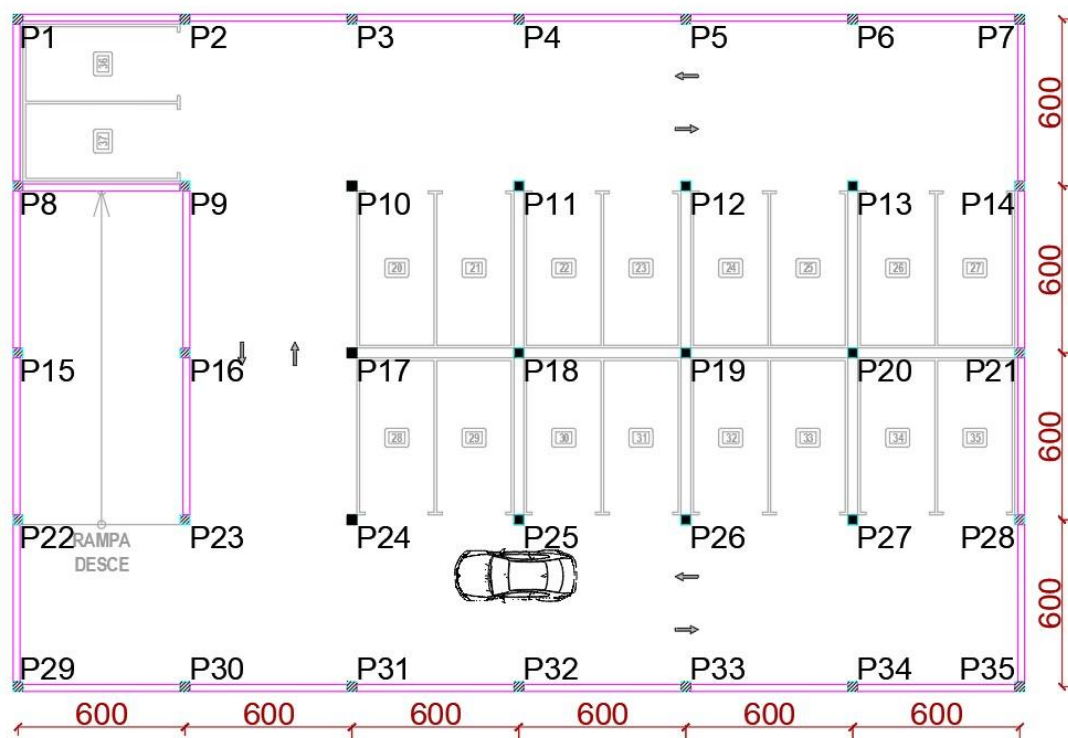 P1 P2 P3 P4 P5 P6 P7
36
600
37
P8 P9 P10 P11 P12 P13 P14
20 21 22 23 24 25 26 27
600
P15 P16 P17 P18 P19 P20 P21
28 29 30 31 32 33 34 35
600
P22 P23 P24 P25 P26 P27 P28
RAMPA
DESCE
600
P29 P30 P31 P32 P33 P34 P35
600 600 600 600 600 600